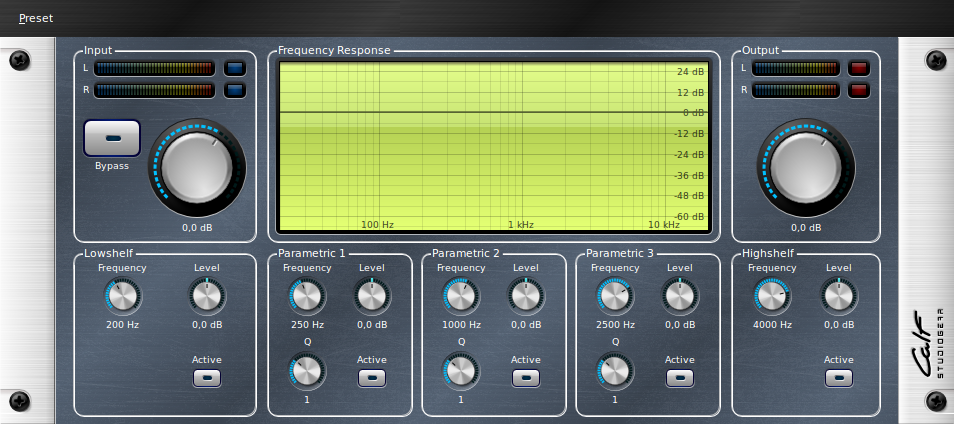 Preset
Input
Frequency Response
Output
L
R
L
R
24 dB
12 dB
0 dB
-12 dB
-24 dB
-36 dB
-48 dB
-60 dB
100 Hz 1 kHz 10 kHz
Bypass
0,0 dB
0,0 dB
Lowshelf
Frequency Level
200 Hz 0,0 dB
Active
Parametric 1
Frequency Level
250 Hz 0,0 dB
Q
Active
1
Parametric 2
Frequency Level
1000 Hz 0,0 dB
Q
Active
1
Parametric 3
Frequency Level
2500 Hz 0,0 dB
Q
Active
1
Highshelf
Frequency Level
4000 Hz 0,0 dB
Active
Calf
STUDIOGEAR